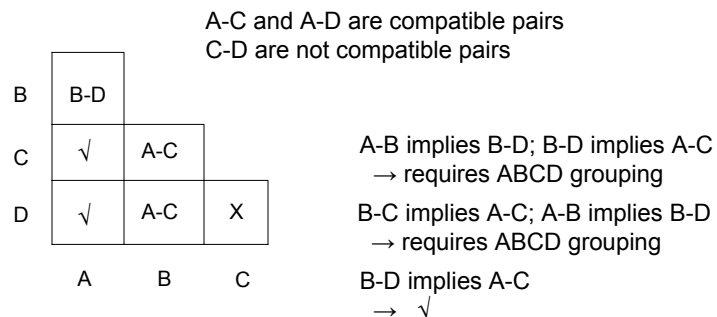 A-C and A-D are compatible pairs
C-D are not compatible pairs
B B-D
C √ A-C
D √ A-C X
A B C
A-B implies B-D; B-D implies A-C
→ requires ABCD grouping
B-C implies A-C; A-B implies B-D
→ requires ABCD grouping
B-D implies A-C
→ √